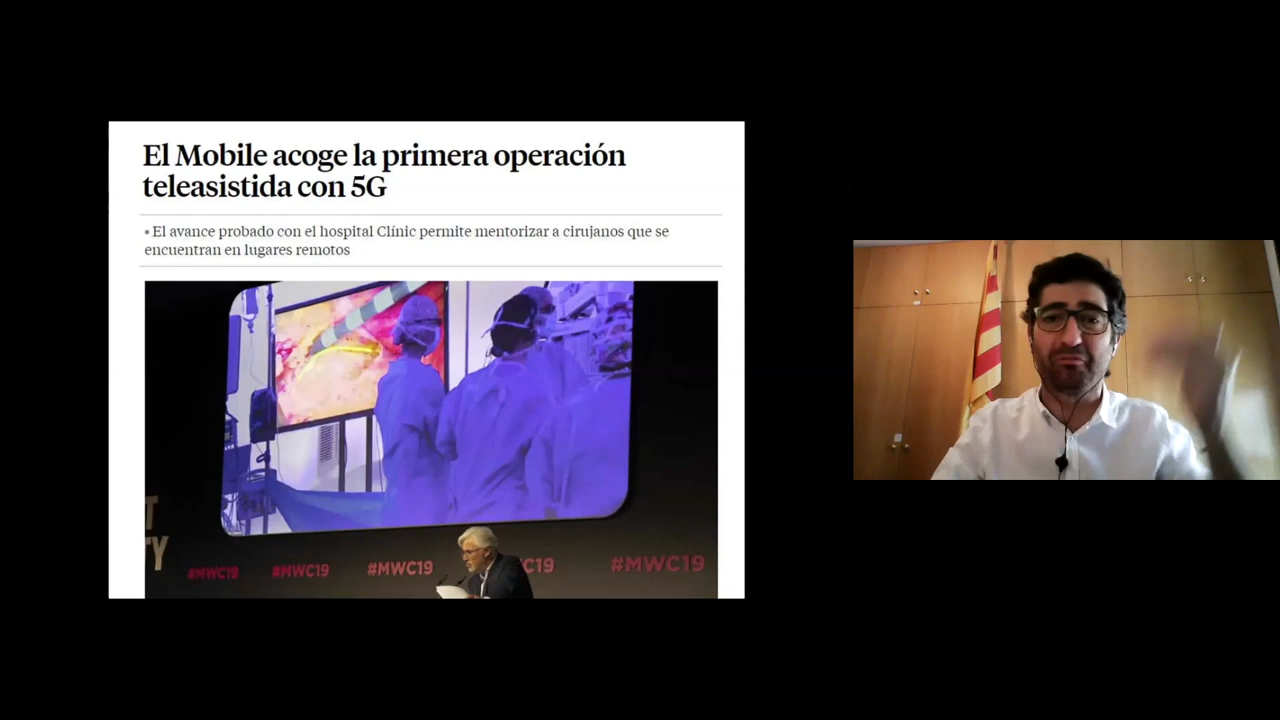 El Mobile acoge la primera operación
teleasistida con 5G
• El avance probado con el hospital Clínic permite mentorizar a cirujanos que se
encuentran en lugares remotos
T
TY
#MWC19 #MWC19 #MWC19 C19 #MWC19